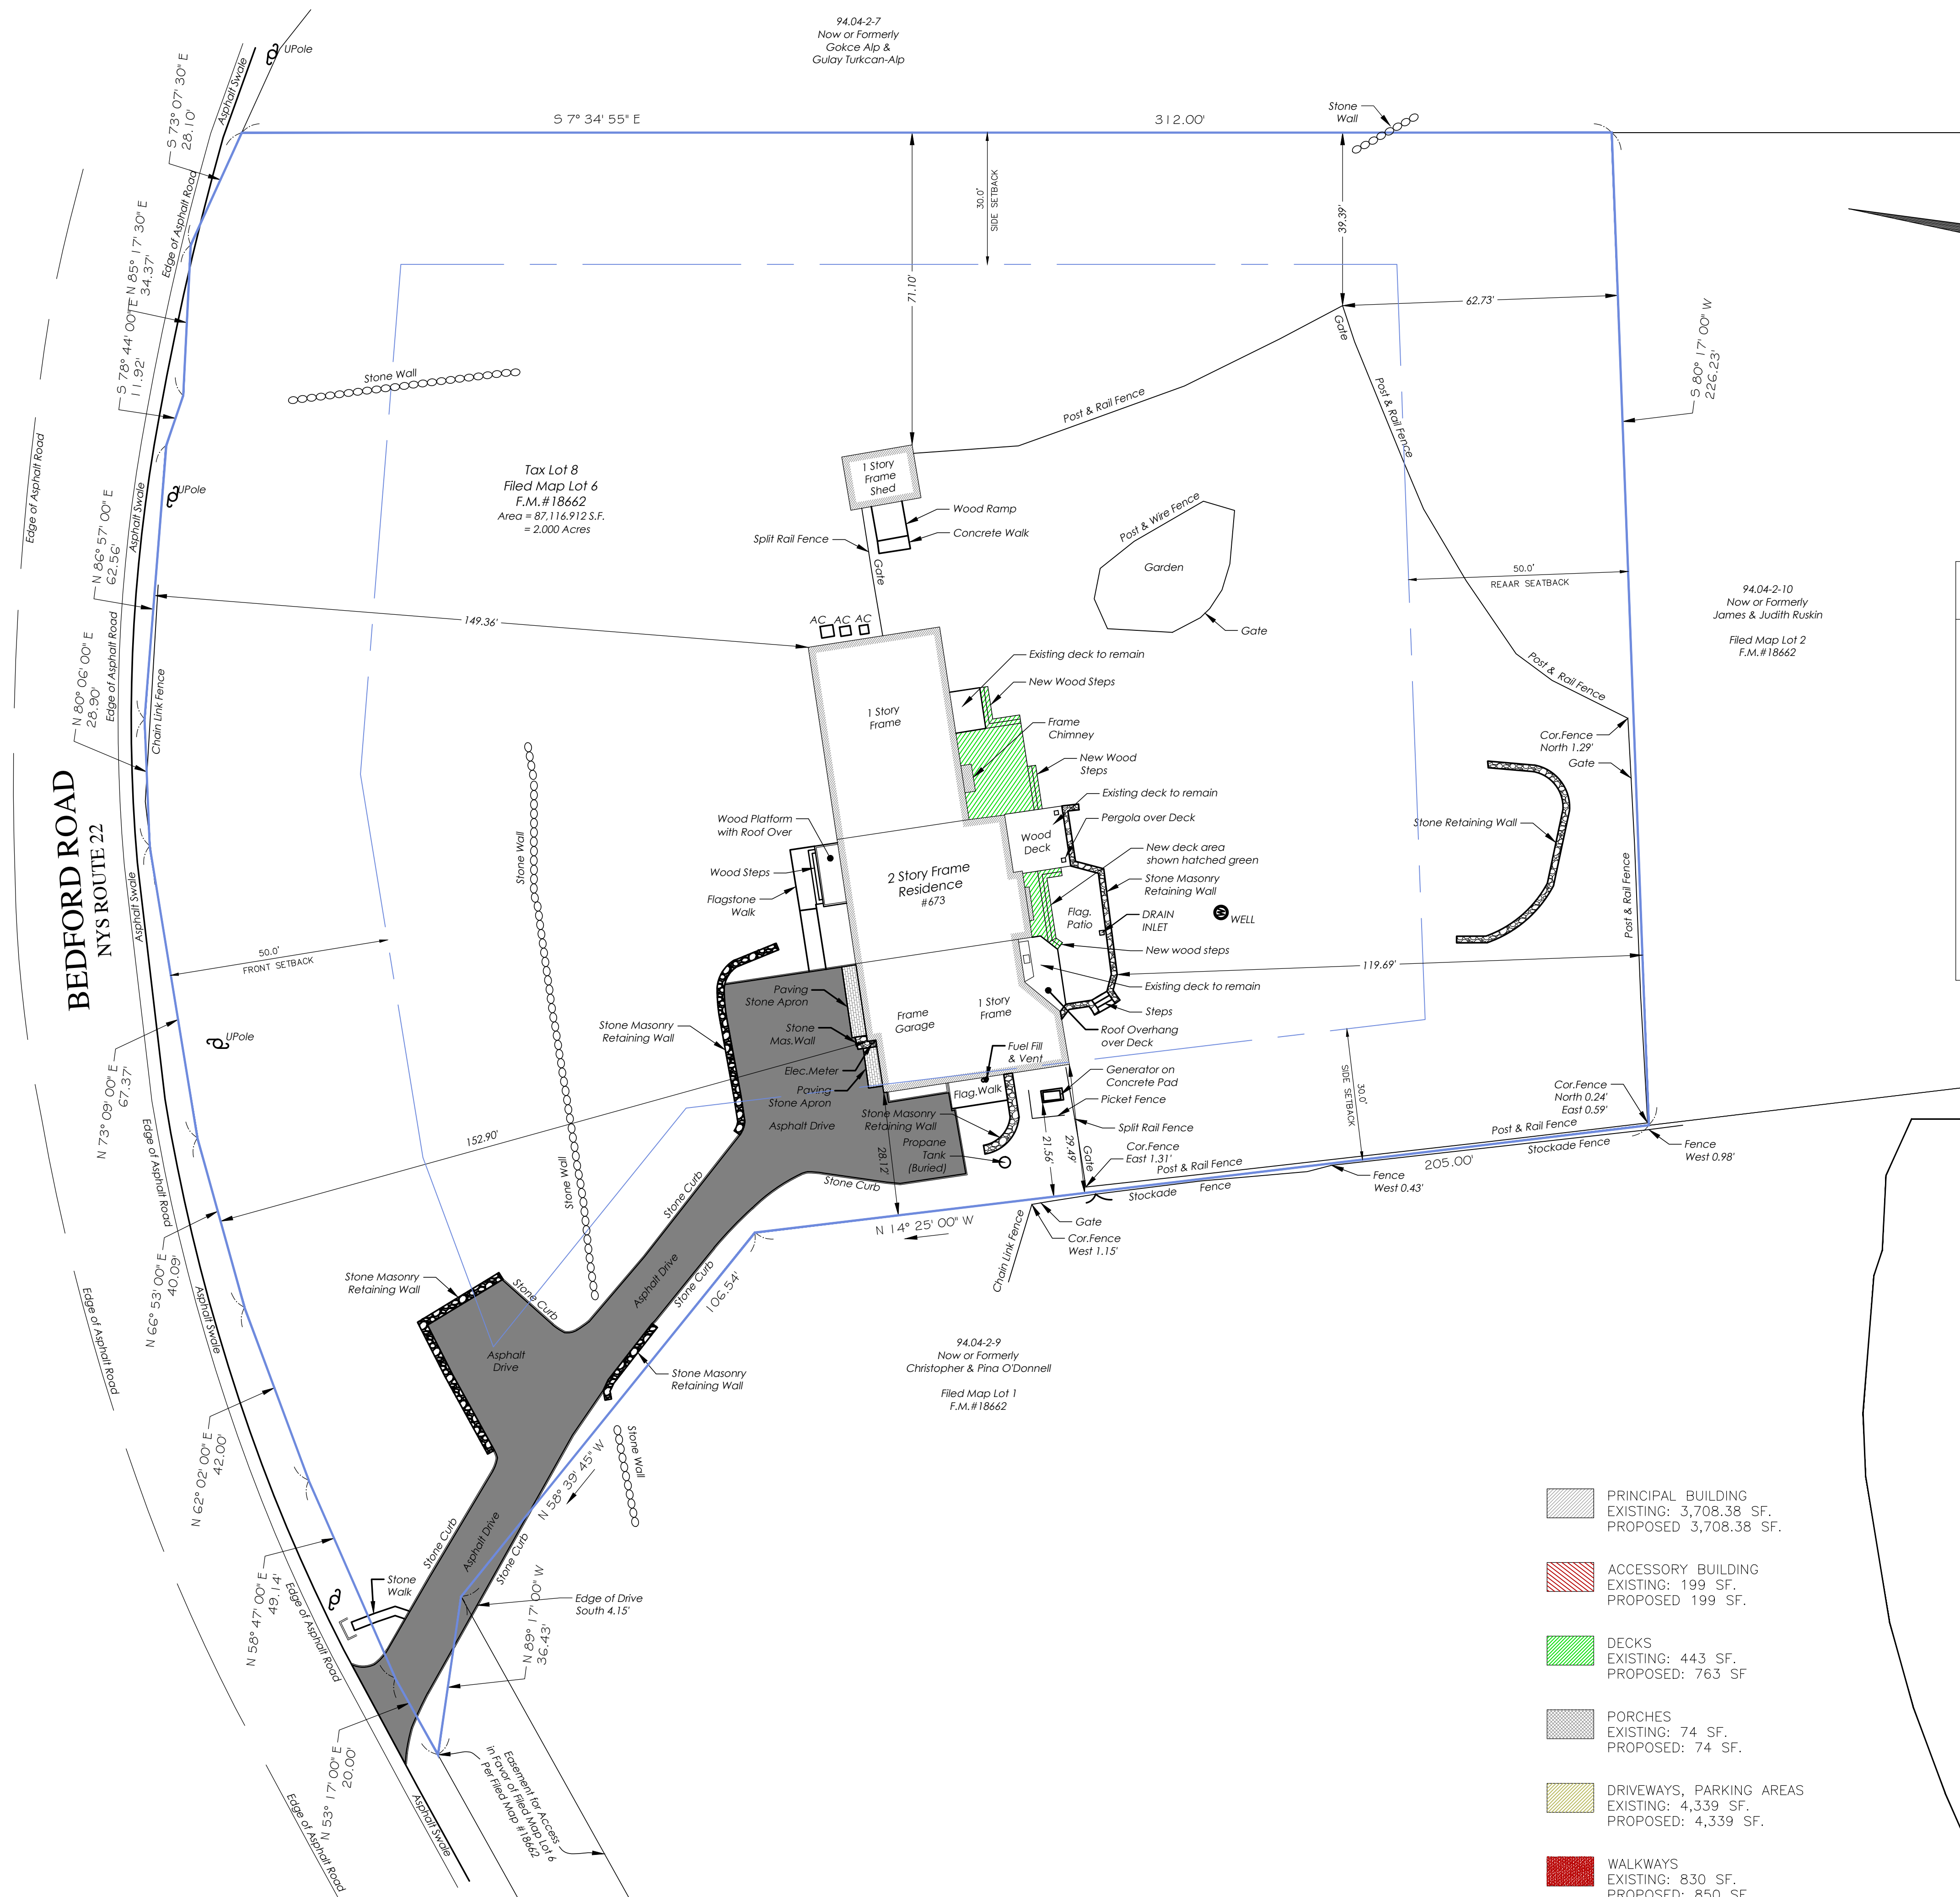 94.04-2-7
Now or Formerly
Gokce Alp &
Gulay Turkcan-Alp
UPole
Asphalt Swale
S 73° 07' 30" E
28.10'
S 7° 34' 55" E
312.00'
Stone
Wall
30.0'
SIDE SETBACK
39.39'
71.10'
62.73'
Edge of Asphalt Road
N 85° 17' 30" E
34.37'
S 78° 44' 00" E
11.92'
Gate
S 80° 17' 00" W
226.23'
Stone Wall
Post & Rail Fence
Post & Rail Fence
Edge of Asphalt Road
Tax Lot 8
Filed Map Lot 6
F.M.#18662
Area = 87,116.912 S.F.
= 2.000 Acres
1 Story
Frame
Shed
Wood Ramp
Concrete Walk
Split Rail Fence
Gate
Post & Wire Fence
Garden
Gate
UPole
Asphalt Swale
N 86° 57' 00" E
62.56'
50.0'
REAAR SEATBACK
94.04-2-10
Now or Formerly
James & Judith Ruskin
Filed Map Lot 2
F.M.#18662
149.36'
AC
AC
AC
Edge of Asphalt Road
N 80° 06' 00" E
28.90'
Chain Link Fence
Existing deck to remain
New Wood Steps
1 Story
Frame
Frame
Chimney
New Wood
Steps
Post & Rail Fence
Cor.Fence
North 1.29'
Gate
Existing deck to remain
Pergola over Deck
Wood
Deck
New deck area
shown hatched green
Stone Masonry
Retaining Wall
Stone Retaining Wall
BEDFORD ROAD
NYS ROUTE 22
Wood Platform
with Roof Over
Wood Steps
Flagstone
Walk
Stone Wall
2 Story Frame
Residence
#673
Flag.
Patio
DRAIN
INLET
WELL
New wood steps
Post & Rail Fence
Asphalt Swale
50.0'
FRONT SETBACK
119.69'
Existing deck to remain
Steps
Roof Overhang
over Deck
Paving
Stone Apron
Frame
Garage
1 Story
Frame
Stone
Mas.Wall
Stone Masonry
Retaining Wall
UPole
Elec.Meter
Paving
Stone Apron
Fuel Fill
& Vent
Flag.Walk
Generator on
Concrete Pad
Picket Fence
30.0'
SIDE SETBACK
Cor.Fence
North 0.24'
East 0.59'
N 73° 09' 00" E
67.37'
Asphalt Drive
Stone Masonry
Retaining Wall
Split Rail Fence
Post & Rail Fence
152.90'
Propane
Tank
(Buried)
28.12'
21.56'
29.49'
Gate
Cor.Fence
East 1.31'
Post & Rail Fence
Stockade Fence
Fence
West 0.98'
Edge of Asphalt Road
Stone Wall
Stone Curb
Stone Curb
Stockade
Fence
205.00'
Fence
West 0.43'
N 14° 25' 00" W
Gate
Cor.Fence
West 1.15'
Chain Link Fence
N 66° 53' 00" E
40.09'
Asphalt Swale
Edge of Asphalt Road
Stone Masonry
Retaining Wall
Stone Curb
Asphalt Drive
Stone Curb
106.54'
Asphalt
Drive
94.04-2-9
Now or Formerly
Christopher & Pina O'Donnell
Filed Map Lot 1
F.M.#18662
Stone Masonry
Retaining Wall
N 62° 02' 00" E
42.00'
Stone Wall
N 58° 39' 45" W
Stone Curb
Asphalt Drive
Stone Curb
PRINCIPAL BUILDING
EXISTING: 3,708.38 SF.
PROPOSED 3,708.38 SF.
N 58° 47' 00" E
49.14'
Stone
Walk
Edge of Asphalt Road
Edge of Drive
South 4.15'
N 89° 17' 00" W
36.43'
ACCESSORY BUILDING
EXISTING: 199 SF.
PROPOSED 199 SF.
DECKS
EXISTING: 443 SF.
PROPOSED: 763 SF
PORCHES
EXISTING: 74 SF.
PROPOSED: 74 SF.
N 53° 17' 00" E
20.00'
Easement for Access
in Favor of Filed Map Lot 6
Per Filed Map #18662
Asphalt Swale
Edge of Asphalt Road
DRIVEWAYS, PARKING AREAS
EXISTING: 4,339 SF.
PROPOSED: 4,339 SF.
WALKWAYS
EXISTING: 830 SF.
PROPOSED: 850 SF.